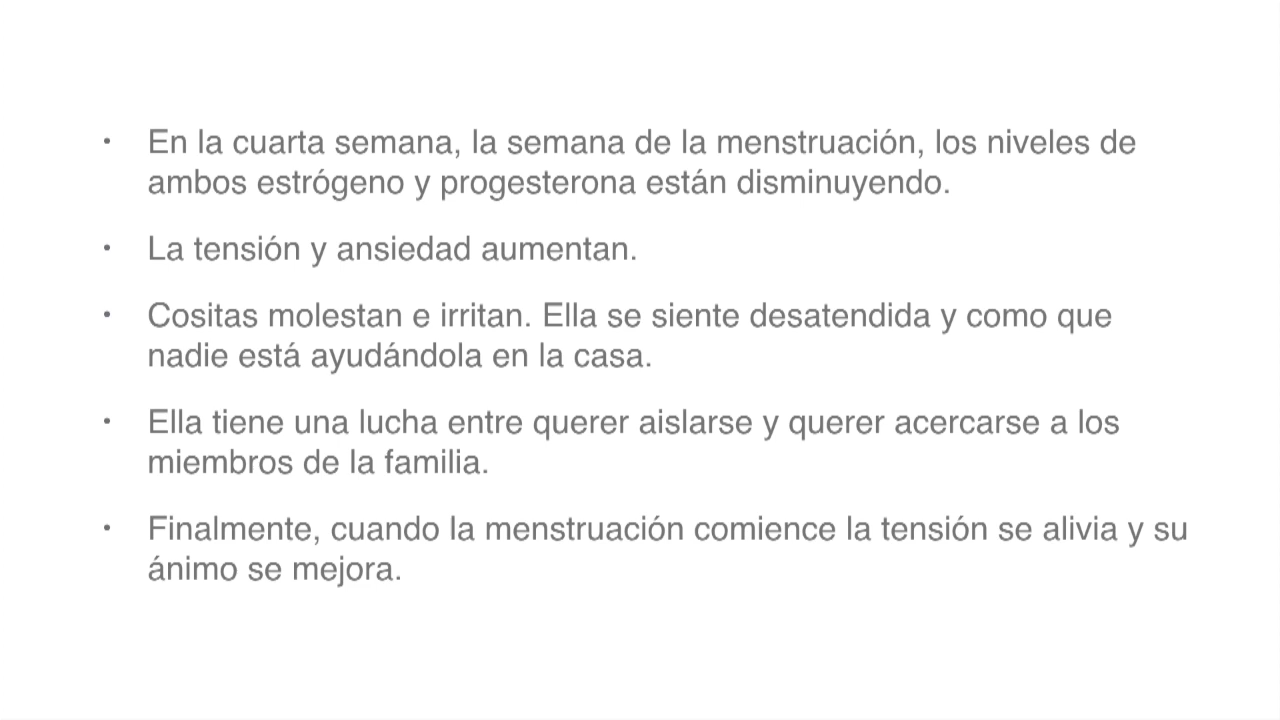 • En la cuarta semana, la semana de la menstruación, los niveles de
ambos estrógeno y progesterona están disminuyendo.
• La tensión y ansiedad aumentan.
• Cositas molestan e irritan. Ella se siente desatendida y como que
nadie está ayudándola en la casa.
• Ella tiene una lucha entre querer aislarse y querer acercarse a los
miembros de la familia.
• Finalmente, cuando la menstruación comience la tensión se alivia y su
ánimo se mejora.